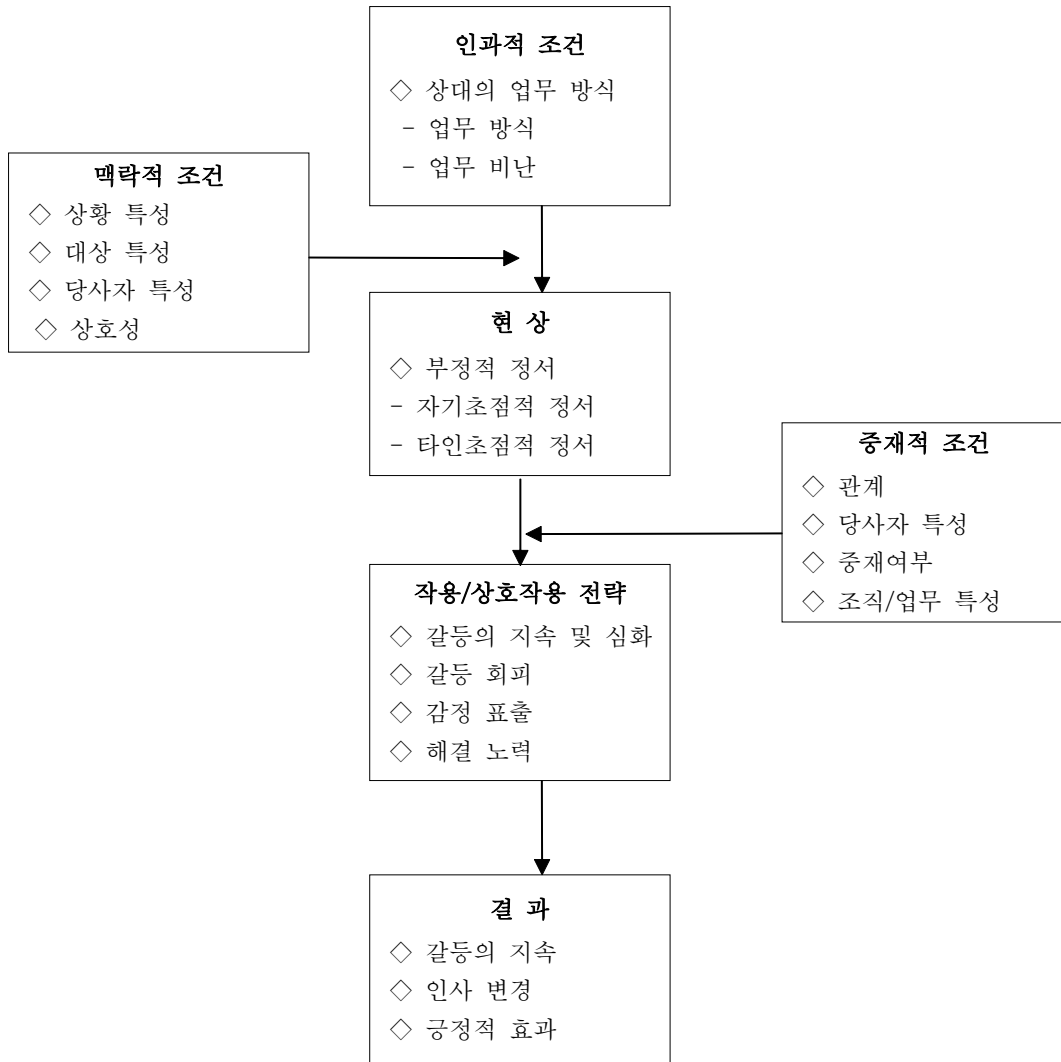 인과적 조건
◇ 상대의 업무 방식
- 업무 방식
- 업무 비난
맥락적 조건
◇ 상황 특성
◇ 대상 특성
◇ 당사자 특성
◇ 상호성
현 상
◇ 부정적 정서
- 자기초점적 정서
- 타인초점적 정서
중재적 조건
◇ 관계
◇ 당사자 특성
◇ 중재여부
◇ 조직/업무 특성
작용/상호작용 전략
◇ 갈등의 지속 및 심화
◇ 갈등 회피
◇ 감정 표출
◇ 해결 노력
결 과
◇ 갈등의 지속
◇ 인사 변경
◇ 긍정적 효과